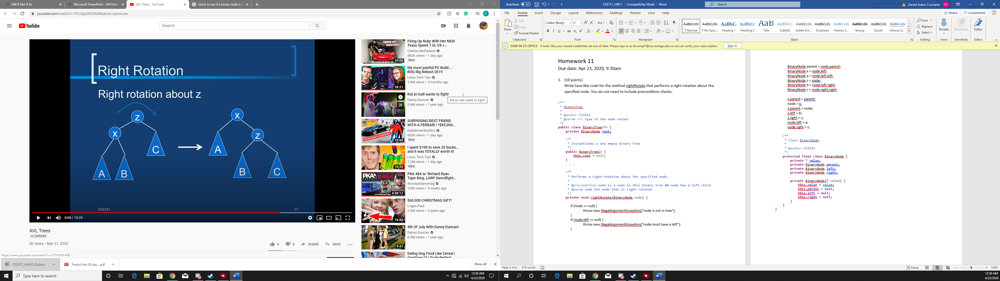 HW 9 Part 8 Ex
Microsoft PowerPoint - AVLTrees.
AVL Trees - YouTube
check to see if a binary node is i
youtube.com/watch?v=PCn8jxSN5Ok&feature=youtu.be
YouTube
Search
Right Rotation
Right rotation about z
z
x
C
A
B
x
A
z
B
C
CS3151
17
8:06 / 10:29
AVL Trees
Unlisted
30 views • Mar 31, 2020
0
0
SHARE
SAVE
https://www.youtube.com/watch?v=G7YlLM9-408
TURNED OUT
BEAUTIFULLY
29:00
Firing Up Ruby With Her NEW
Texas Speed 7.0L V8 +...
Cleetus McFarland
882K views • 1 day ago
New
28:21
My most painful PC Build... -
ROG Rig Reboot 2019
Linus Tech Tips
3.8M views • 5 months ago
Kid at mall wants to fight!
Danny Duncan
5.6M views • 1 year ago
Kid at mall wants to fight!
GIVING AWAY A SUPERCAR!
10:43
SURPRISING BEST FRIEND
WITH A FERRARI ! *$85,000...
DailyDrivenExotics
603K views • 1 day ago
New
14:35
I spent $100 to save 20 bucks...
and it was TOTALLY worth it!
Linus Tech Tips
1.2M views • 1 day ago
New
PKA #484
4:08:12
PKA 484 w/ Richard Ryan -
Tiger King, LARP Swordfight...
WoodysGamertag
150K views • 3 weeks ago
16:50
$60,000 CHRISTMAS GIFT!
Logan Paul
2.6M views • 3 years ago
9:47
4th Of July With Danny Duncan!
Danny Duncan
6.3M views • 1 year ago
Eating Dog Food Like Cereal |
Overtime 15 | Dude Perfect
CS3151_HW10 (2).docx
Predict the 28-day....pdf
Show all
Type here to search
12:30 AM
4/23/2020
AutoSave Off
CS3151_HW11 - Compatibility Mode - Word
Search
Daniel Adam Crumpler
DA
File Home Insert Design Layout References Mailings Review View Help
Share
Comments
Paste
Cut
Copy
Format Painter
Clipboard
Calibri (Body)
11
Font
Paragraph
AaBbCcDc
¶ Normal
AaBbCcDc
¶ No Spac...
AaBbC
Heading 1
AaBbCc
Heading 2
AaB
Title
AaBbCc.
Subtitle
AaBbCcDc
Subtle Em...
AaBbCcDc
Emphasis
AaBbCcDc
Intense E...
AaBbCcDc
Strong
AaBbCcDc
Quote
AaBbCcDc
Intense Q...
Styles
Find
Replace
Select
Editing
Dictate
Voice
Sensitivity
Sensitivity
Editor
Editor
SIGN IN TO OFFICE It looks like your stored credentials are out of date. Please sign in as dcrumpl1@my.westga.edu so we can verify your subscription.
Sign In
Homework 11
Due date: Apr 23, 2020, 9:30am
1. (10 points)
Write Java-like code for the method rightRotate that performs a right rotation about the
specified node. You do not need to include precondition checks.
/**
* BinaryTree
*
* @author CS3151
* @param <T> type of the node values
*/
public class BinaryTree<T> {
private BinaryNode root;
/**
* Instantiates a new empty binary tree
*/
public BinaryTree() {
this.root = null;
}
. . .
/**
* Performs a right-rotation about the specified node.
*
* @precondition node is a node in this binary tree && node has a left child
* @param node the node that is right rotated
*/
private void rightRotate(BinaryNode node) {
if (node == null) {
throw new IllegalArgumentException("node is not in tree");
}
if (node.left == null) {
throw new IllegalArgumentException("node must have a left");
}
BinaryNode parent = node.parent;
BinaryNode x = node.left;
BinaryNode a = node.left.left;
BinaryNode z = node;
BinaryNode b = node.left.right;
BinaryNode c = node.right.right;
x.parent = parent;
node = x;
z.parent = node;
z.left = b;
z.right = c;
node.left = a;
node.right = z;
/**
* Class BinaryNode
*
* @author CS3151
*/
protected final class BinaryNode {
private T value;
private BinaryNode parent;
private BinaryNode left;
private BinaryNode right;
private BinaryNode(T value) {
this.value = value;
this.parent = null;
this.left = null;
this.right = null;
}
}
}
Page 2 of 6
676 words
Focus
100%
12:30 AM
4/23/2020